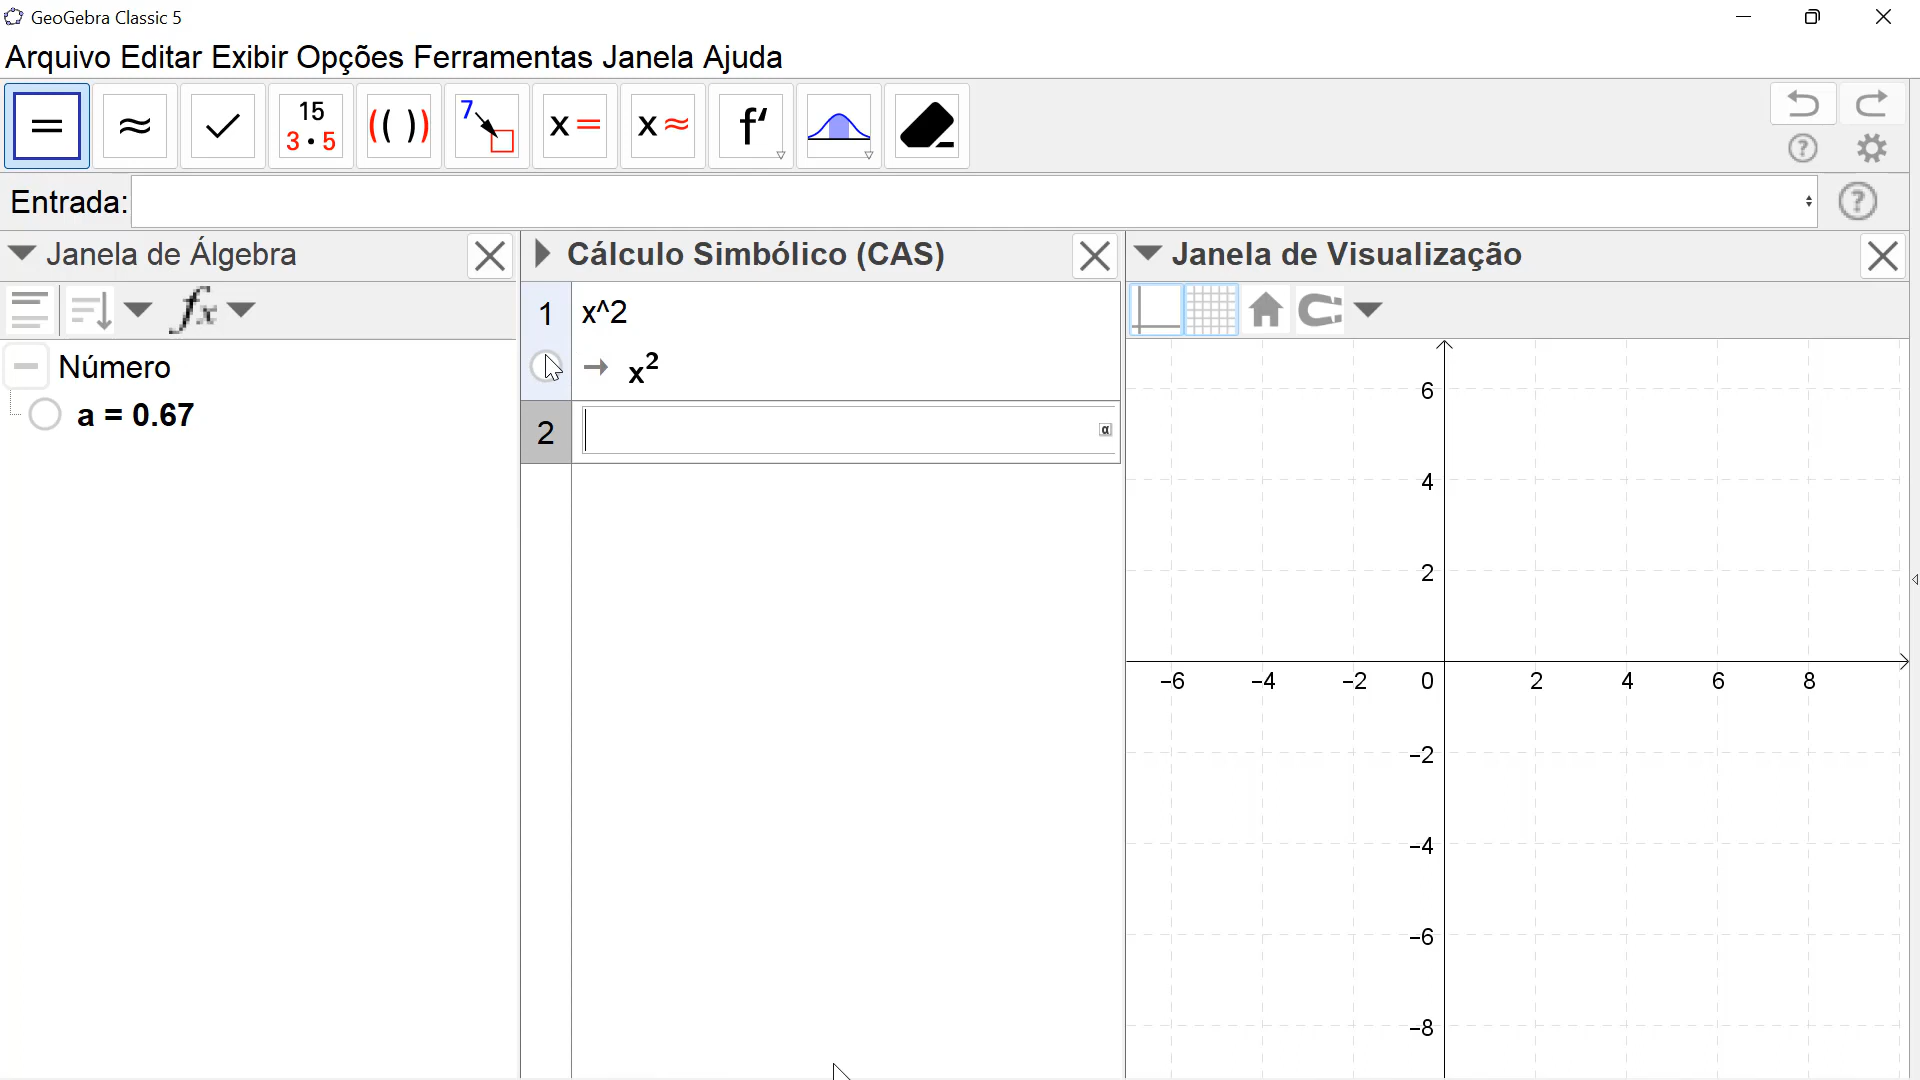 GeoGebra Classic 5
Arquivo Editar Exibir Opções Ferramentas Janela Ajuda
= ≈ ✓ 15 3·5 (( )) 7 x = x ≈ f‘
Entrada:
Janela de Álgebra
Número
a = 0.67
Cálculo Simbólico (CAS)
1 x^2
→ x²
2 α
Janela de Visualização
6
4
2
-6 -4 -2 0 2 4 6 8
-2
-4
-6
-8